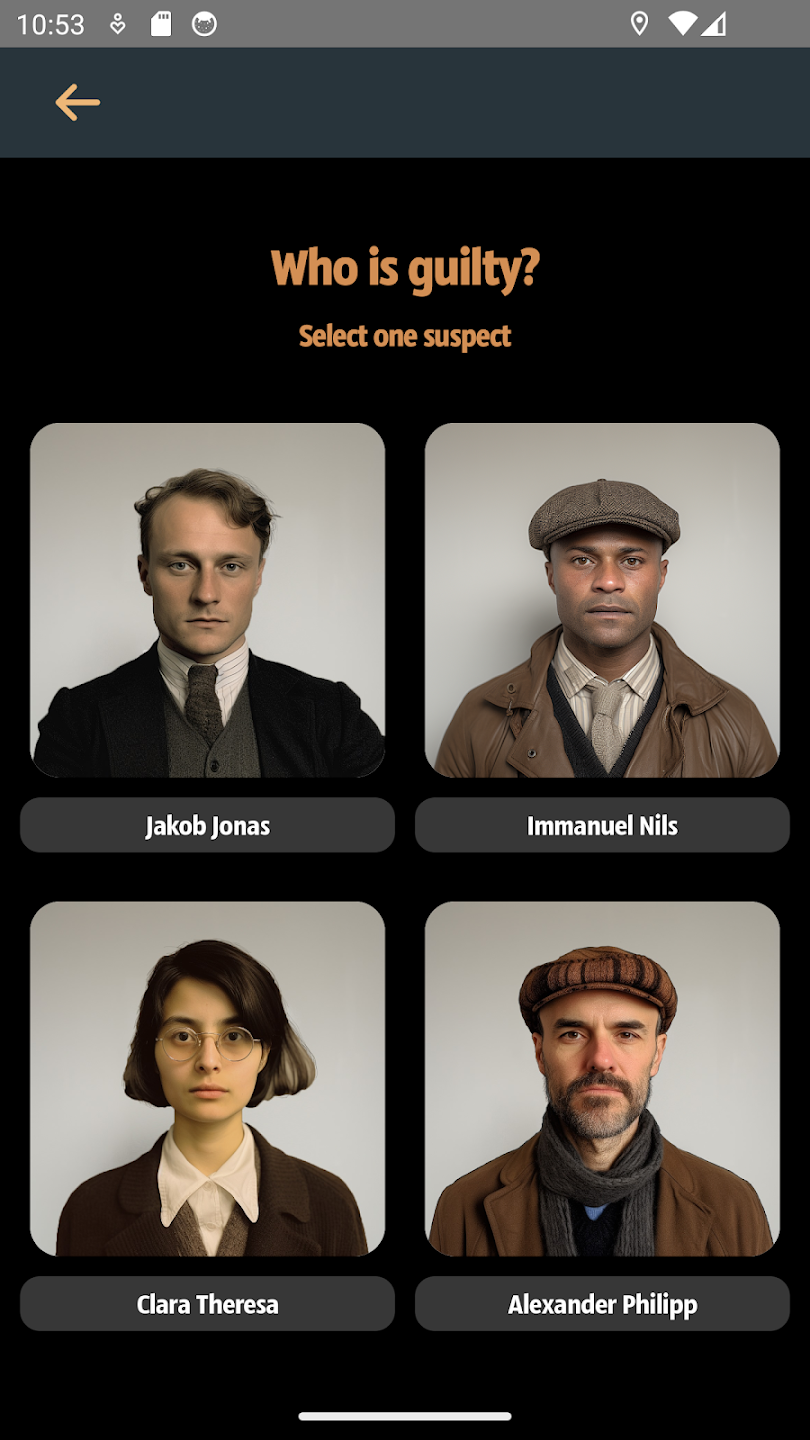 10:53
Who is guilty?
Select one suspect
Jakob Jonas
Immanuel Nils
Clara Theresa
Alexander Philipp